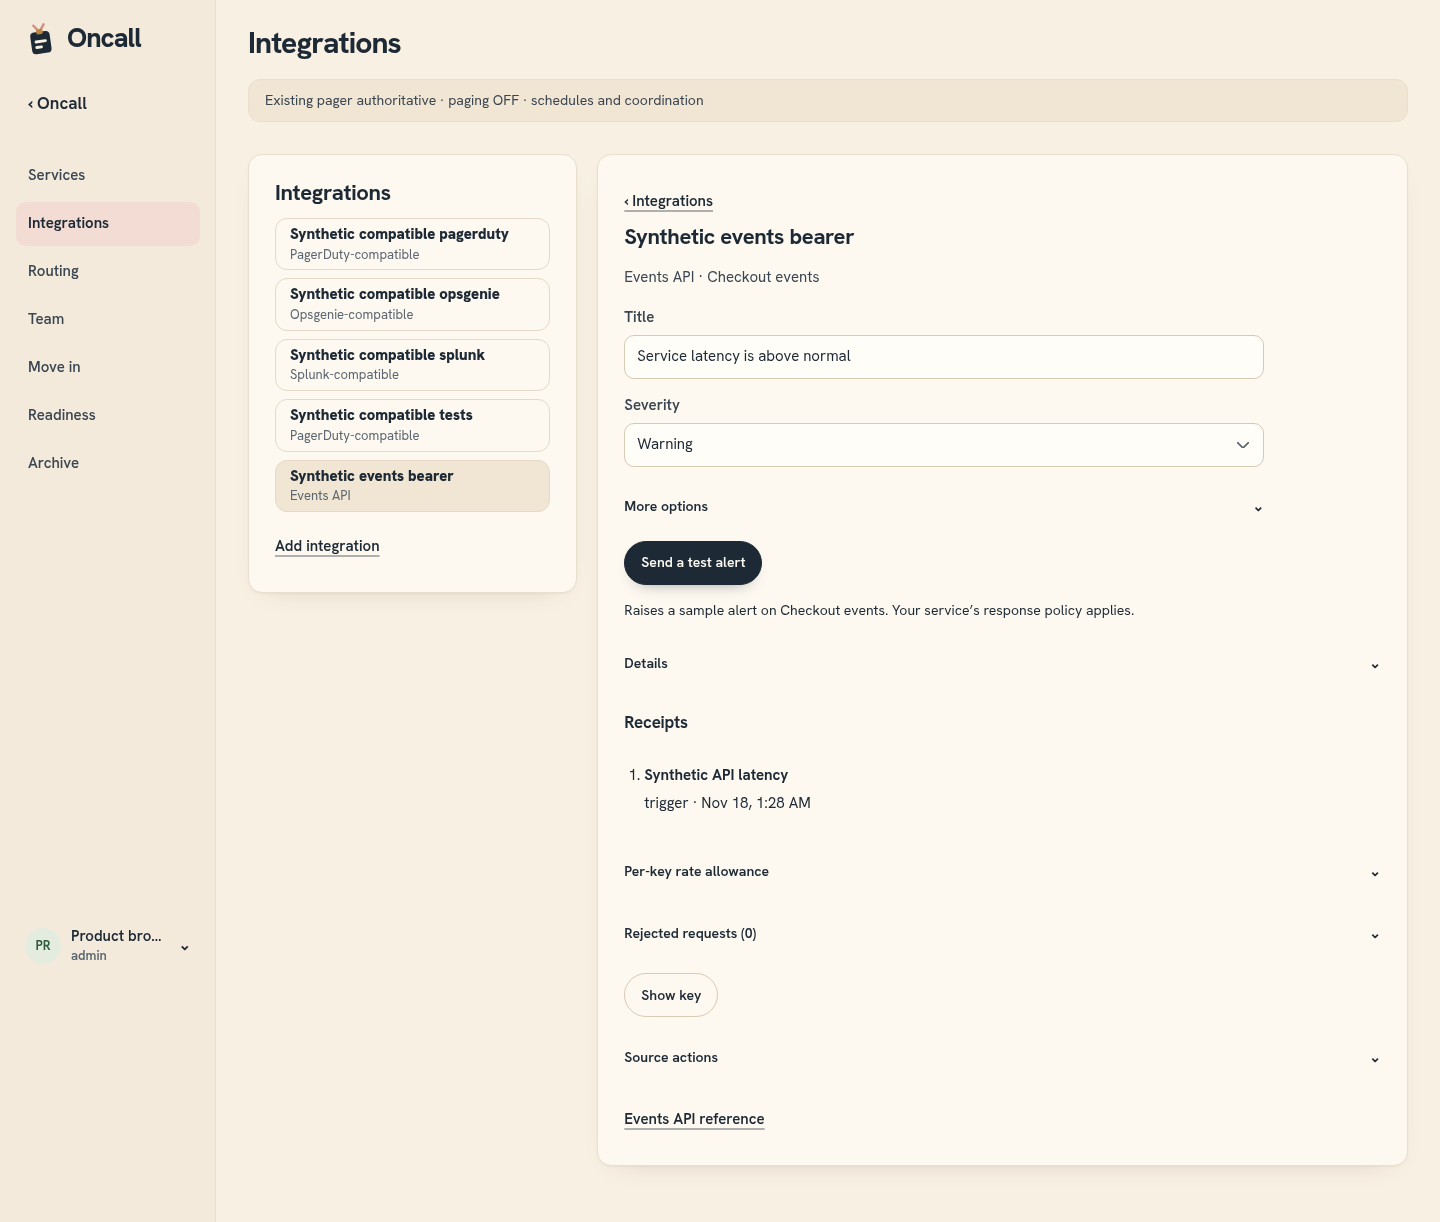 Oncall
‹ Oncall
Services
Integrations
Routing
Team
Move in
Readiness
Archive
PR
Product bro...
admin
Integrations
Existing pager authoritative · paging OFF · schedules and coordination
Integrations
Synthetic compatible pagerduty
PagerDuty-compatible
Synthetic compatible opsgenie
Opsgenie-compatible
Synthetic compatible splunk
Splunk-compatible
Synthetic compatible tests
PagerDuty-compatible
Synthetic events bearer
Events API
Add integration
‹ Integrations
Synthetic events bearer
Events API · Checkout events
Title
Service latency is above normal
Severity
Warning
More options
Send a test alert
Raises a sample alert on Checkout events. Your service’s response policy applies.
Details
Receipts
1. Synthetic API latency
trigger · Nov 18, 1:28 AM
Per-key rate allowance
Rejected requests (0)
Show key
Source actions
Events API reference